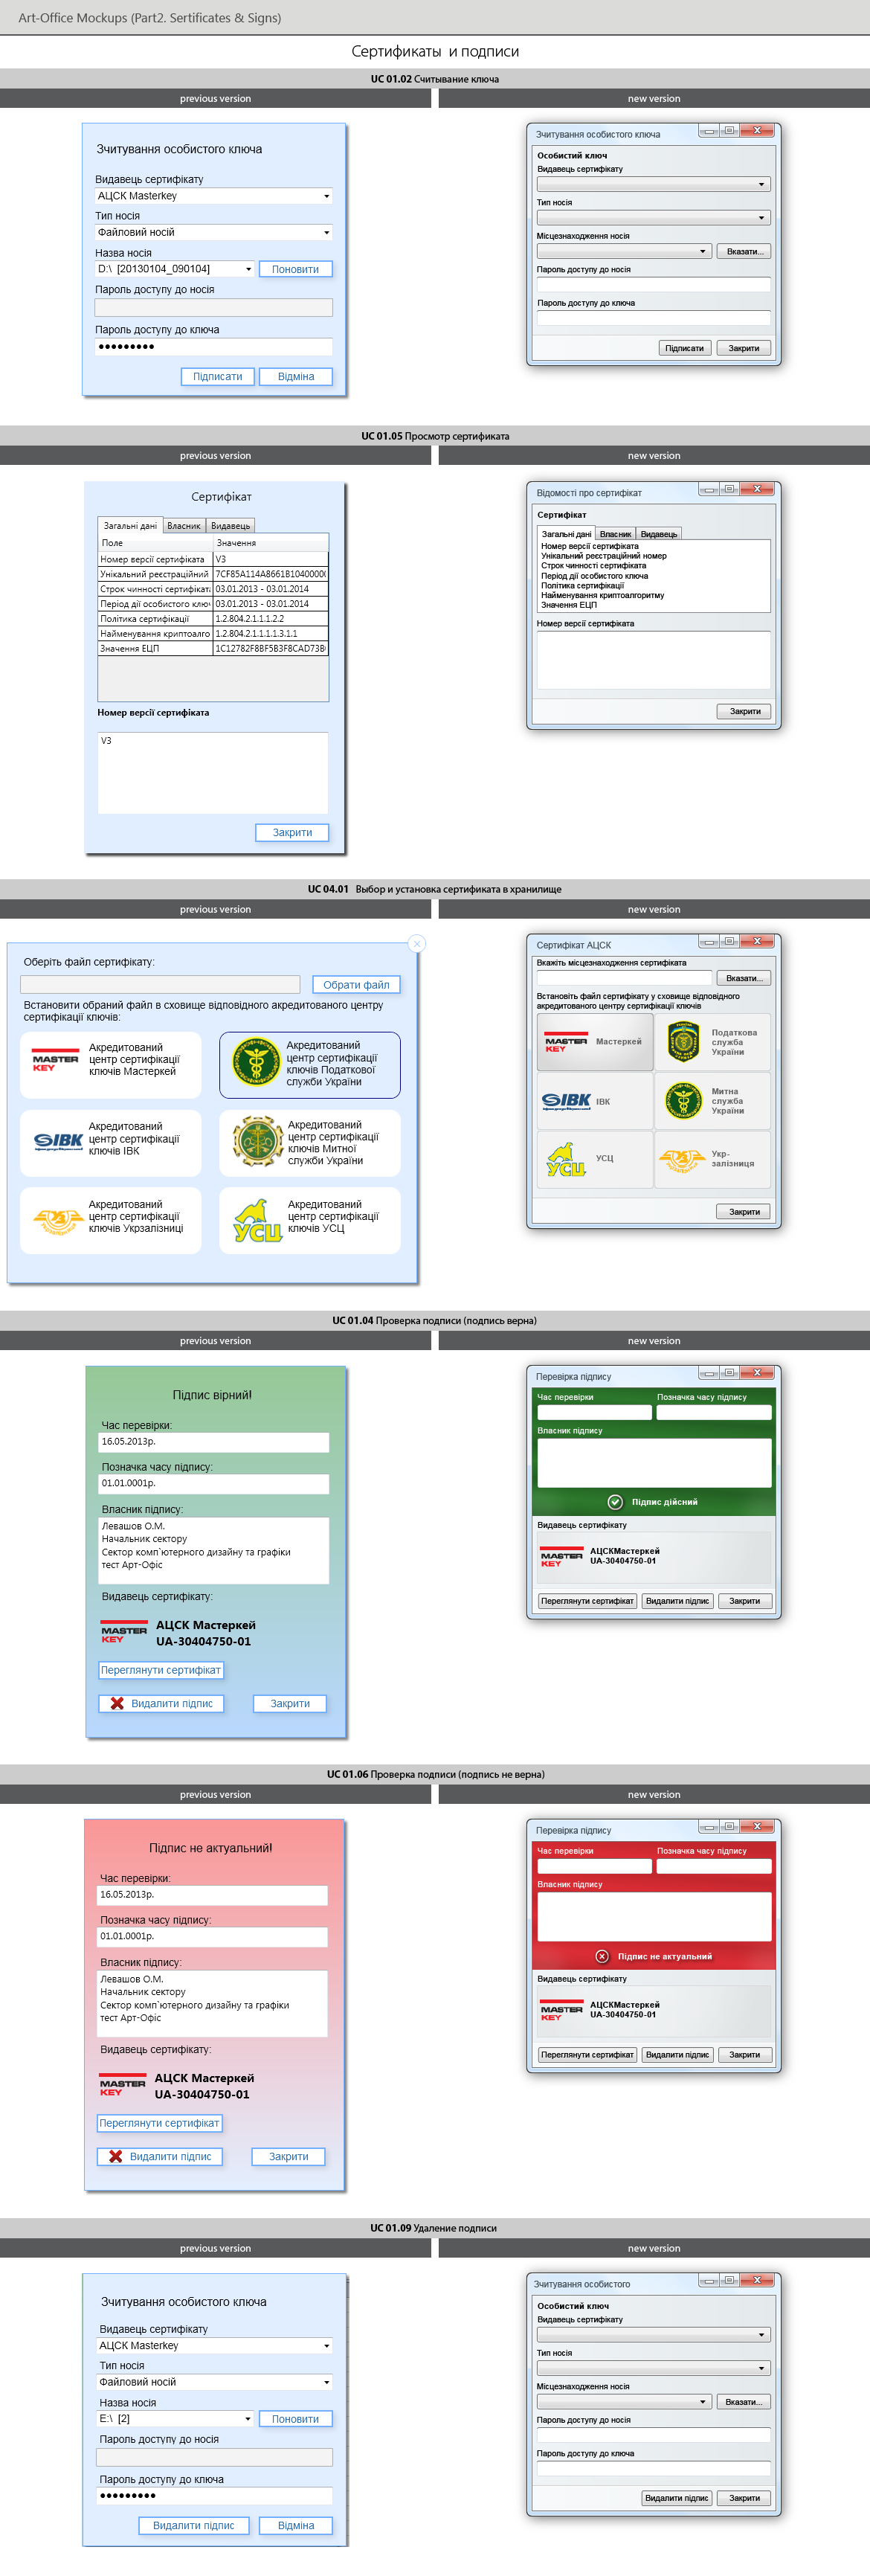 Art-Office Mockups (Part2. Sertificates & Signs)
Сертификаты и подписи
UC 01.02 Считывание ключа
previous version
new version
Зчитування особистого ключа
Видавець сертифікату
АЦСК Masterkey
Тип носія
Файловий носій
Назва носія
D:\ [20130104_090104]
Поновити
Пароль доступу до носія
Пароль доступу до ключа
●●●●●●●●●
Підписати
Відміна
Зчитування особистого ключа
Особистий ключ
Видавець сертифікату
Тип носія
Місцезнаходження носія
Вказати...
Пароль доступу до носія
Пароль доступу до ключа
Підписати
Закрити
UC 01.05 Просмотр сертификата
previous version
new version
Сертифікат
Загальні дані
Власник
Видавець
Поле
Значення
Номер версії сертифіката
V3
Унікальний реєстраційний
7CF85A114A8661B10400000
Строк чинності сертифікат
03.01.2013 - 03.01.2014
Період дії особистого клю
03.01.2013 - 03.01.2014
Політика сертифікації
1.2.804.2.1.1.1.2.2
Найменування криптоалго
1.2.804.2.1.1.1.1.3.1.1
Значення ЕЦП
1C12782F8BF5B3F8CAD73B
Номер версії сертифіката
V3
Закрити
Відомості про сертифікат
Сертифікат
Загальні дані
Власник
Видавець
Номер версії сертифіката
Унікальний реєстраційний номер
Строк чинності сертифіката
Період дії особистого ключа
Політика сертифікації
Найменування криптоалгоритму
Значення ЕЦП
Номер версії сертифіката
Закрити
UC 04.01 Выбор и установка сертификата в хранилище
previous version
new version
Оберіть файл сертифікату:
Обрати файл
Встановити обраний файл в сховище відповідного акредитованого центру
сертифікації ключів:
MASTER
KEY
Акредитований
центр сертифікації
ключів Мастеркей
Акредитований
центр сертифікації
ключів Податкової
служби України
ІВК
Акредитований
центр сертифікації
ключів ІВК
Акредитований
центр сертифікації
ключів Митної
служби України
Акредитований
центр сертифікації
ключів Укрзалізниці
УСЦ
Акредитований
центр сертифікації
ключів УСЦ
Сертифікат АЦСК
Вкажіть місцезнаходження сертифіката
Вказати...
Встановіть файл сертифікату у сховище відповідного
акредитованого центру сертифікації ключів
MASTER
KEY
Мастеркей
Податкова
служба
України
ІВК
ІВК
Митна
служба
України
УСЦ
УСЦ
Укр-
залізниця
Закрити
UC 01.04 Проверка подписи (подпись верна)
previous version
new version
Підпис вірний!
Час перевірки:
16.05.2013р.
Позначка часу підпису:
01.01.0001р.
Власник підпису:
Левашов О.М.
Начальник сектору
Сектор комп`ютерного дизайну та графіки
тест Арт-Офіс
Видавець сертифікату:
MASTER
KEY
АЦСК Мастеркей
UA-30404750-01
Переглянути сертифікат
Видалити підпис
Закрити
Перевірка підпису
Час перевірки
Позначка часу підпису
Власник підпису
Підпис дійсний
Видавець сертифікату
MASTER
KEY
АЦСКМастеркей
UA-30404750-01
Переглянути сертифікат
Видалити підпис
Закрити
UC 01.06 Проверка подписи (подпись не верна)
previous version
new version
Підпис не актуальний!
Час перевірки:
16.05.2013р.
Позначка часу підпису:
01.01.0001р.
Власник підпису:
Левашов О.М.
Начальник сектору
Сектор комп`ютерного дизайну та графіки
тест Арт-Офіс
Видавець сертифікату:
MASTER
KEY
АЦСК Мастеркей
UA-30404750-01
Переглянути сертифікат
Видалити підпис
Закрити
Перевірка підпису
Час перевірки
Позначка часу підпису
Власник підпису
Підпис не актуальний
Видавець сертифікату
MASTER
KEY
АЦСКМастеркей
UA-30404750-01
Переглянути сертифікат
Видалити підпис
Закрити
UC 01.09 Удаление подписи
previous version
new version
Зчитування особистого ключа
Видавець сертифікату
АЦСК Masterkey
Тип носія
Файловий носій
Назва носія
E:\ [2]
Поновити
Пароль доступу до носія
Пароль доступу до ключа
●●●●●●●●●
Видалити підпис
Відміна
Зчитування особистого
Особистий ключ
Видавець сертифікату
Тип носія
Місцезнаходження носія
Вказати...
Пароль доступу до носія
Пароль доступу до ключа
Видалити підпис
Закрити